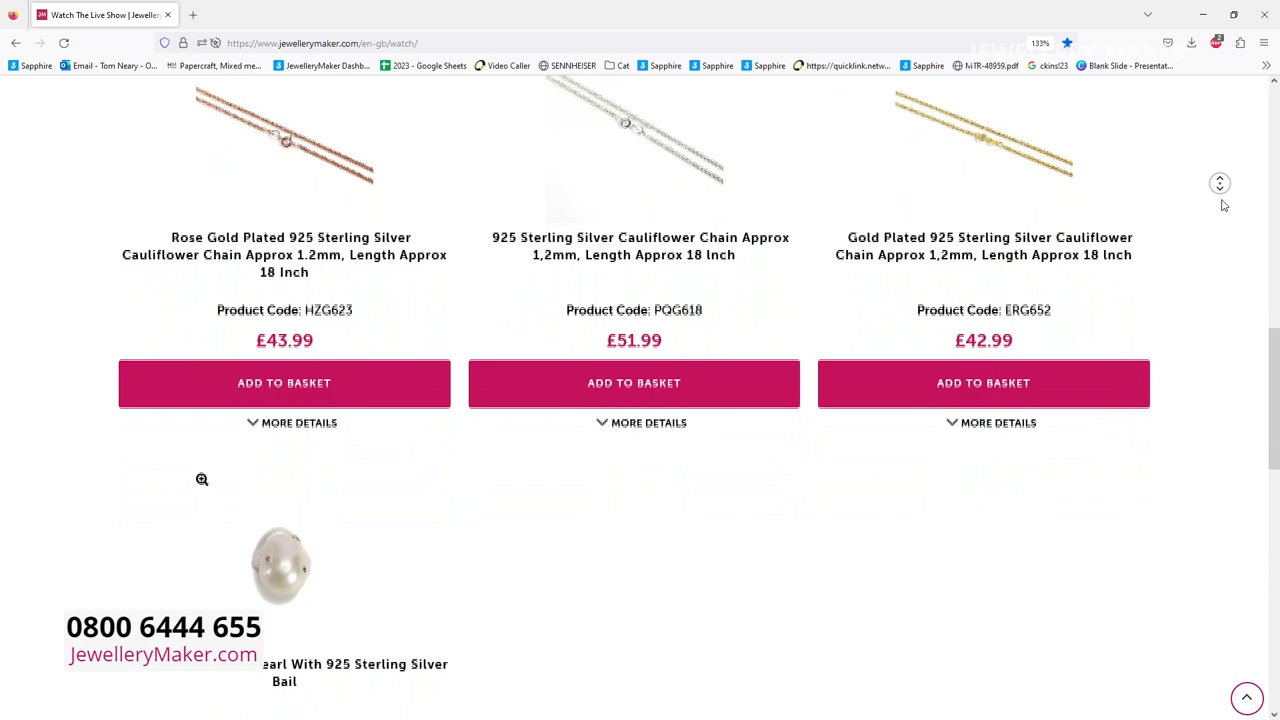 Watch The Live Show | Jeweller
https://www.jewellerymaker.com/en-gb/watch/
133%
2
Sapphire
Email - Tom Neary - O...
Papercraft, Mixed me...
JewelleryMaker Dashb...
2023 - Google Sheets
Video Caller
SENNHEISER
Cat
Sapphire
Sapphire
Sapphire
https://quicklink.netw...
Sapphire
MTR-48959.pdf
ckins!23
Blank Slide - Presentat...
Rose Gold Plated 925 Sterling Silver
Cauliflower Chain Approx 1.2mm, Length Approx
18 Inch
Product Code: HZG623
£43.99
ADD TO BASKET
MORE DETAILS
925 Sterling Silver Cauliflower Chain Approx
1,2mm, Length Approx 18 Inch
Product Code: PQG618
£51.99
ADD TO BASKET
MORE DETAILS
Gold Plated 925 Sterling Silver Cauliflower
Chain Approx 1,2mm, Length Approx 18 Inch
Product Code: ERG652
£42.99
ADD TO BASKET
MORE DETAILS
0800 6444 655
JewelleryMaker.com
earl With 925 Sterling Silver
Bail